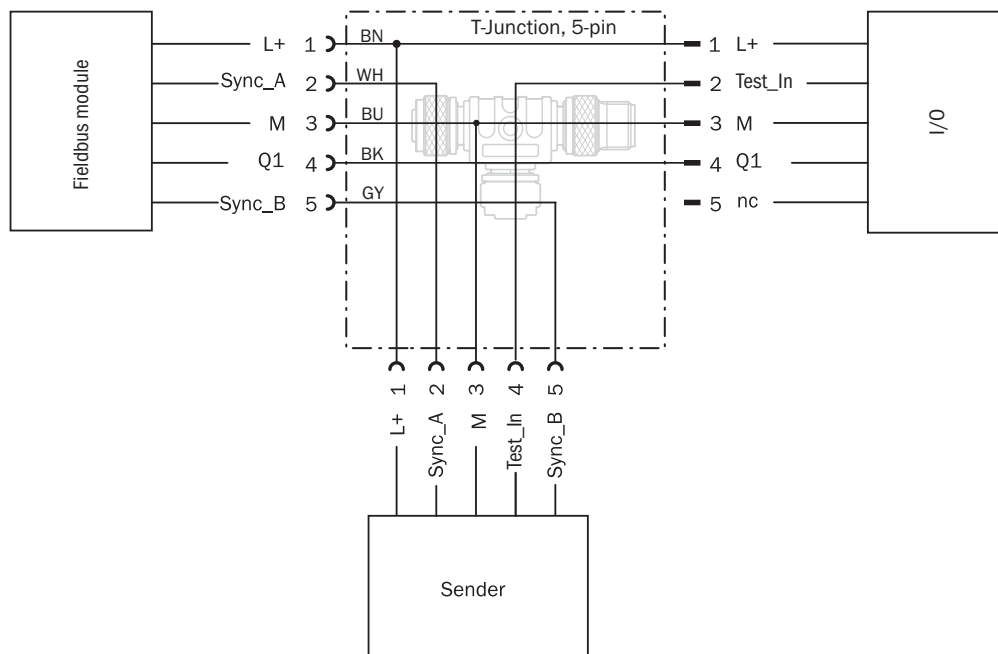 T-Junction, 5-pin
L+ 1 BN 1 L+
Sync_A 2 WH 2 Test_In
M 3 BU 3 M
Q1 4 BK 4 Q1
Sync_B 5 GY 5 nc
Fieldbus module
I/O
1 2 3 4 5
L+ Sync_A M Test_In Sync_B
Sender